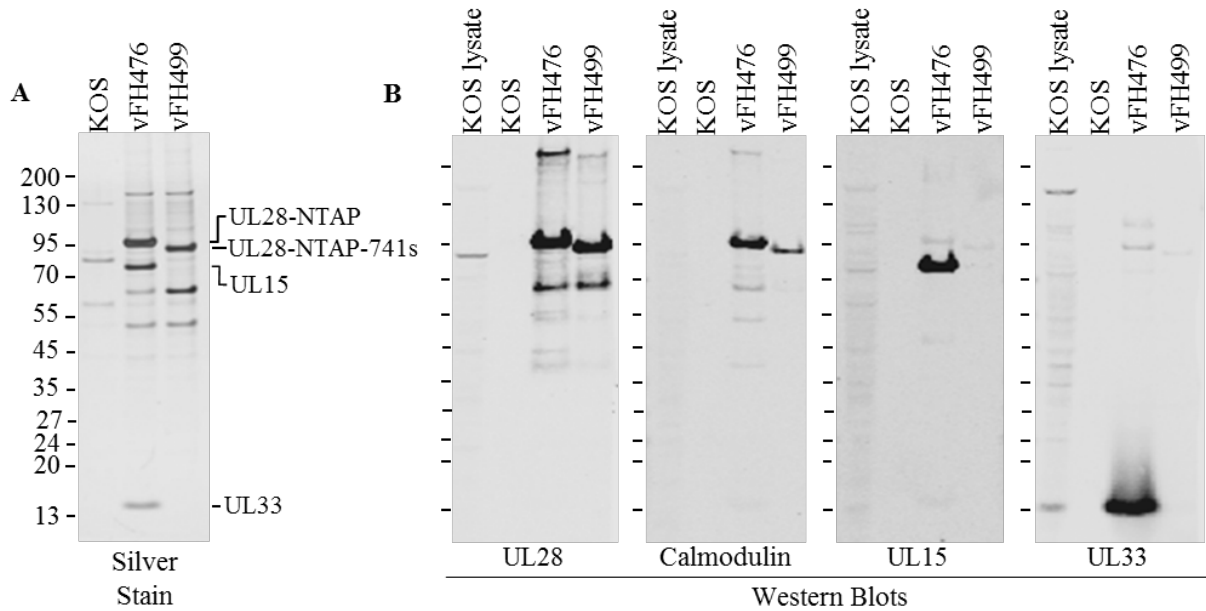 A
KOS
vFH476
vFH499
200
130
95
70
55
45
35
27
24
20
13
UL28-NTAP
UL28-NTAP-741s
UL15
UL33
Silver
Stain
B
KOS lysate
KOS
vFH476
vFH499
KOS lysate
KOS
vFH476
vFH499
KOS lysate
KOS
vFH476
vFH499
KOS lysate
KOS
vFH476
vFH499
UL28
Calmodulin
UL15
UL33
Western Blots